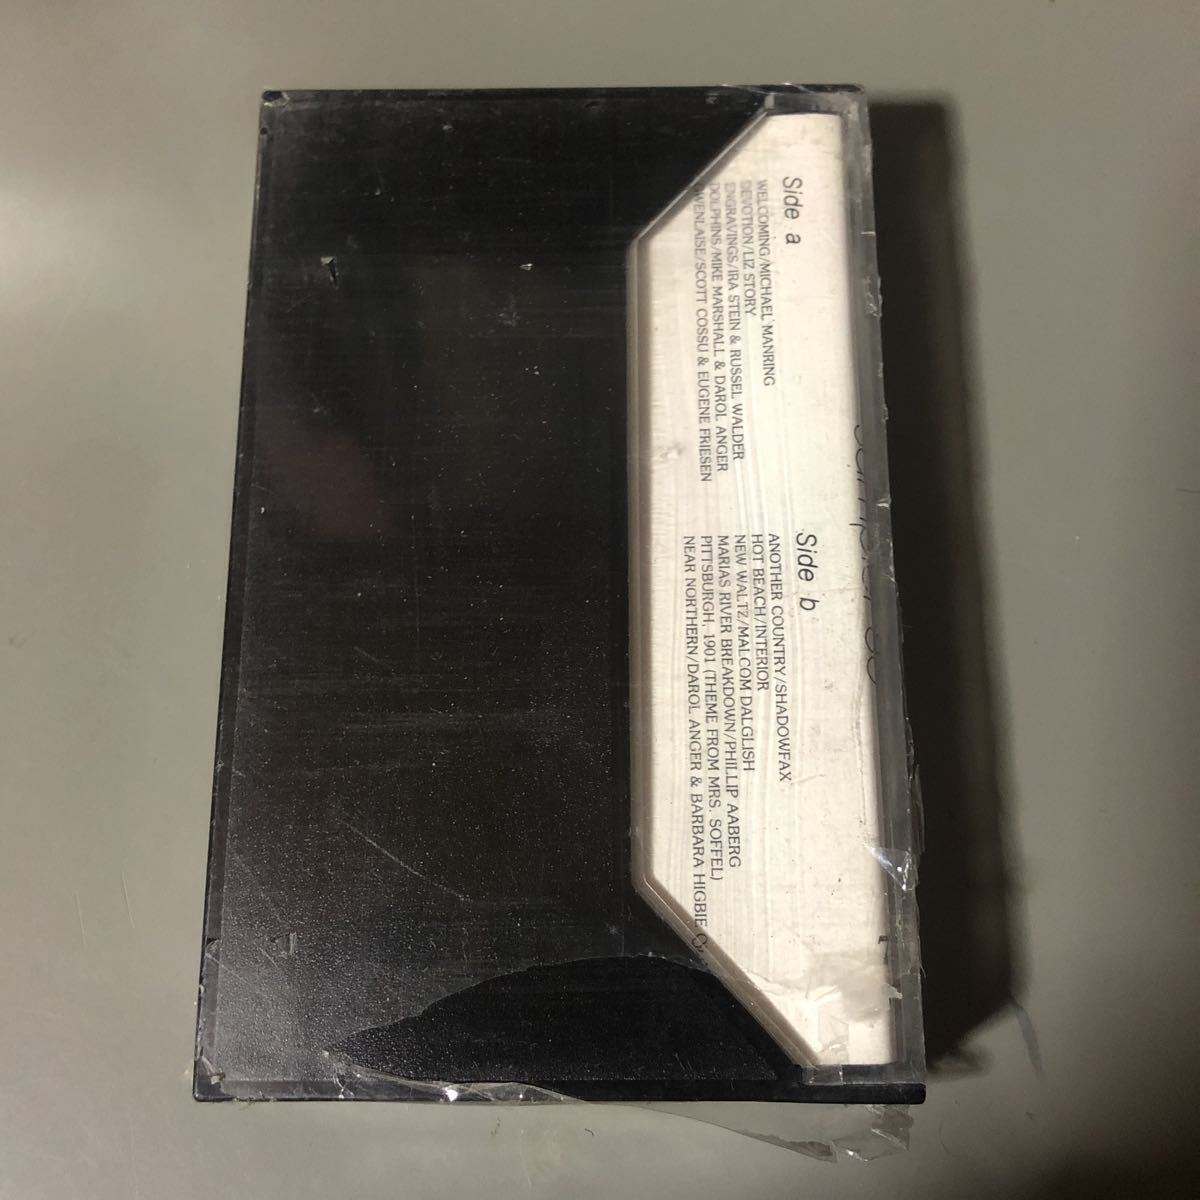 Side a
WELCOMING/MICHAEL MANRING
DEVOTION/LIZ STORY
ENGRAVINGS/IRA STEIN & RUSSEL WALDER
DOLPHINS/MIKE MARSHALL & DAROL ANGER
GWENLAISE/SCOTT COSSU & EUGENE FRIESEN
Side b
ANOTHER COUNTRY/SHADOWFAX
HOT BEACH/INTERIOR
NEW WALTZ/MALCOM DALGLISH
MARIAS RIVER BREAKDOWN/PHILLIP AABERG
PITTSBURGH, 1901 (THEME FROM MRS. SOFFEL)
NEAR NORTHERN/DAROL ANGER & BARBARA HIGBIE